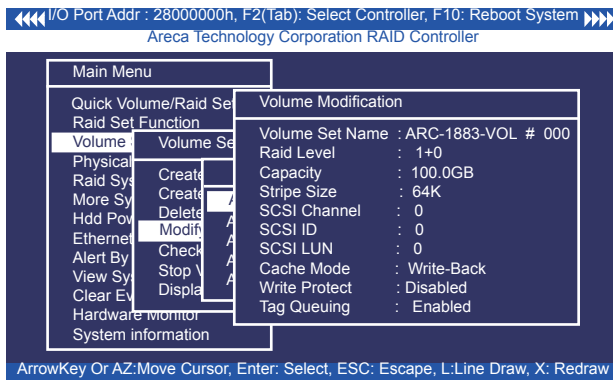 I/O Port Addr : 28000000h, F2(Tab): Select Controller, F10: Reboot System
Areca Technology Corporation RAID Controller
Main Menu
Quick Volume/Raid Set
Raid Set Function
Volume
Physical
Raid Sys
More Sy
Hdd Pow
Ethernet
Alert By
View Sys
Clear Ev
Hardware Monitor
System information
Volume Se
Create
Create
Delete
Modify
Check
Stop V
Displa
Volume Modification
Volume Set Name : ARC-1883-VOL # 000
Raid Level : 1+0
Capacity : 100.0GB
Stripe Size : 64K
SCSI Channel : 0
SCSI ID : 0
SCSI LUN : 0
Cache Mode : Write-Back
Write Protect : Disabled
Tag Queuing : Enabled
ArrowKey Or AZ:Move Cursor, Enter: Select, ESC: Escape, L:Line Draw, X: Redraw